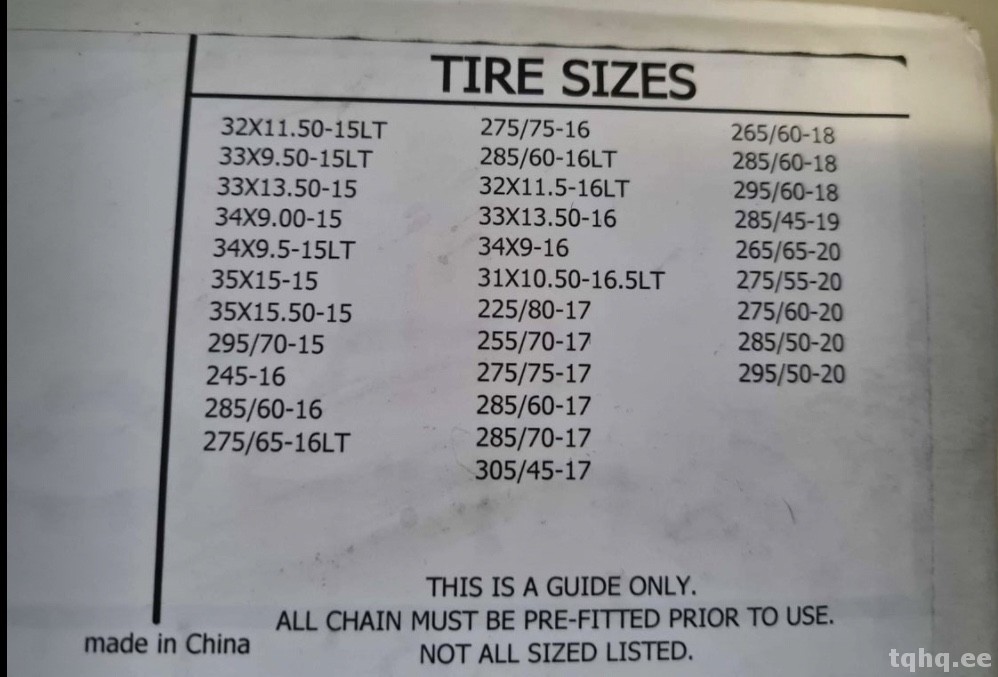 TIRE SIZES
32X11.50-15LT
33X9.50-15LT
33X13.50-15
34X9.00-15
34X9.5-15LT
35X15-15
35X15.50-15
295/70-15
245-16
285/60-16
275/65-16LT
275/75-16
285/60-16LT
32X11.5-16LT
33X13.50-16
34X9-16
31X10.50-16.5LT
225/80-17
255/70-17
275/75-17
285/60-17
285/70-17
305/45-17
265/60-18
285/60-18
295/60-18
285/45-19
265/65-20
275/55-20
275/60-20
285/50-20
295/50-20
THIS IS A GUIDE ONLY.
ALL CHAIN MUST BE PRE-FITTED PRIOR TO USE.
NOT ALL SIZED LISTED.
made in China
tqhq.ee